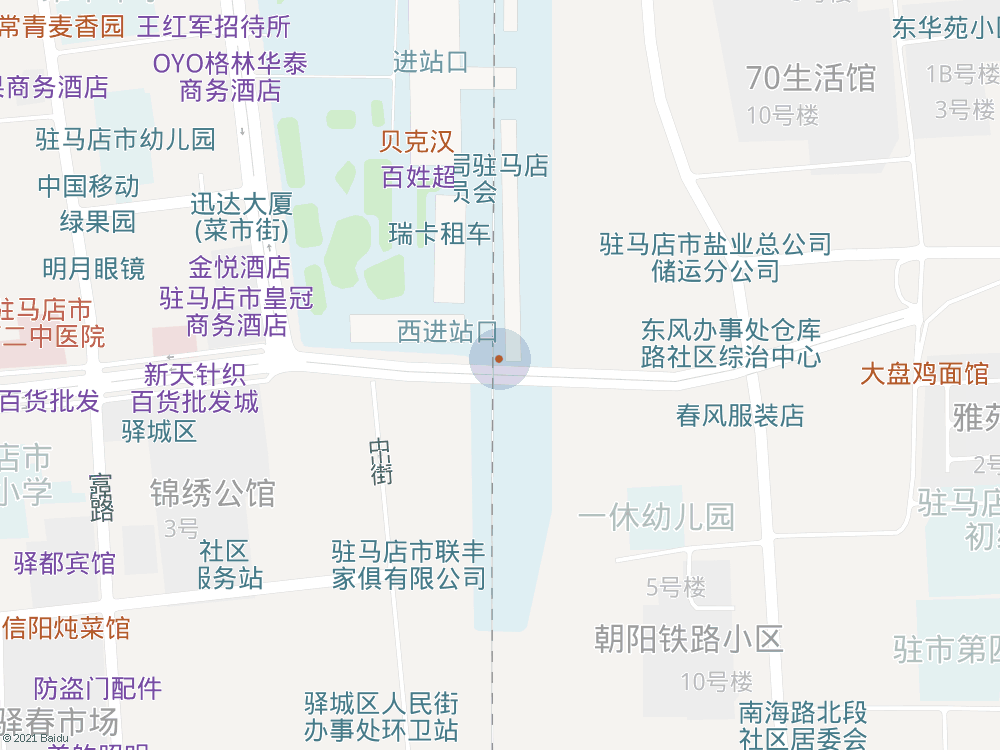 常青麦香园
王红军招待所
东华苑小
OYO格林华泰
商务酒店
进站口
商务酒店
70生活馆
10号楼
1B号楼
3号楼
驻马店市幼儿园
贝克汉
百姓超
驻马店
员会
中国移动
绿果园
迅达大厦
(菜市街)
瑞卡租车
驻马店市盐业总公司
储运分公司
明月眼镜
金悦酒店
驻马店市皇冠
商务酒店
驻马店市
二中医院
西进站口
东风办事处仓库
路社区综治中心
新天针织
百货批发城
百货批发
大盘鸡面馆
春风服装店
驿城区
雅苑
中山街
店市
小学
富强路
锦绣公馆
3号
2号
驻马店
初
一休幼儿园
社区
服务站
驻马店市联丰
家俱有限公司
驿都宾馆
5号楼
信阳炖菜馆
朝阳铁路小区
10号楼
驻市第四
防盗门配件
驿春市场
驿城区人民街
办事处环卫站
南海路北段
社区居委会
© 2021 Baidu